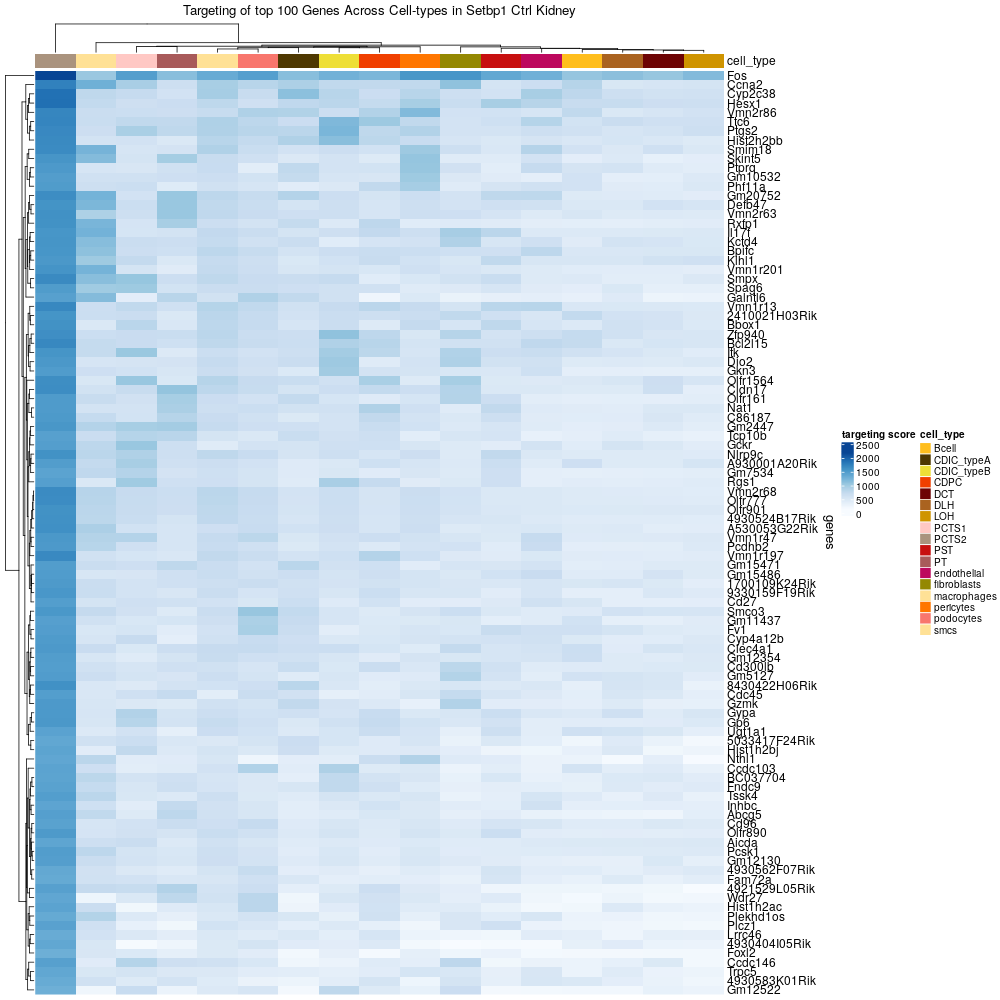 Targeting of top 100 Genes Across Cell-types in Setbp1 Ctrl Kidney
cell_type
Fos
Ccna2
Cyp2c38
Hesx1
Vmn2r86
Ttc6
Ptgs2
Hist2h2bb
Smim18
Skint5
Ptprq
Gm10532
Phf11a
Gm20752
Defb47
Vmn2r63
Rxfp1
Il17f
Kctd4
Bpifc
Klhl1
Vmn1r201
Smpx
Spag6
Galntl6
Vmn1r13
2410021H03Rik
Bbox1
Zfp940
Bcl2l15
Itk
Dio2
Gkn3
Olfr1564
Cldn17
Olfr161
Nat1
C86187
Gm2447
Tcp10b
Gckr
Nlrp9c
A930001A20Rik
Gm7534
Rgs1
Vmn2r68
Olfr777
Olfr901
4930524B17Rik
A530053G22Rik
Vmn1r47
Pcdhb2
Vmn1r197
Gm15471
Gm15486
1700109K24Rik
9330159F19Rik
Cd27
Smco3
Gm11437
Fv1
Cyp4a12b
Clec4a1
Gm12354
Cd300lb
Gm5127
8430422H06Rik
Cdc45
Gzmk
Gypa
Gp6
Ugt1a1
5033417F24Rik
Hist1h2bj
Nthl1
Ccdc103
BC037704
Fndc9
Tssk4
Inhbc
Abcg5
Cd96
Olfr890
Aicda
Pcsk1
Gm12130
4930562F07Rik
Fam72a
4921529L05Rik
Wdr27
Hist1h2ac
Plekhd1os
Plcz1
Lrrc46
4930404I05Rik
Foxl2
Ccdc146
Trpc5
4930583K01Rik
Gm12522
genes
targeting score
2500
2000
1500
1000
500
0
cell_type
Bcell
CDIC_typeA
CDIC_typeB
CDPC
DCT
DLH
LOH
PCTS1
PCTS2
PST
PT
endothelial
fibroblasts
macrophages
pericytes
podocytes
smcs